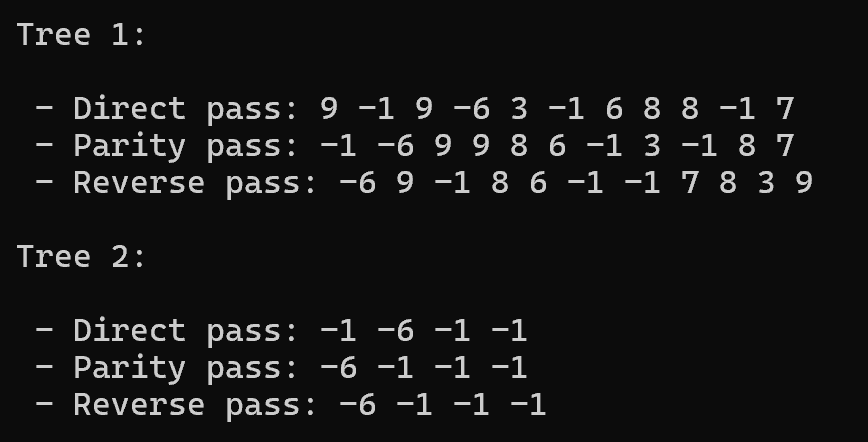 Tree 1:
- Direct pass: 9 -1 9 -6 3 -1 6 8 8 -1 7
- Parity pass: -1 -6 9 9 8 6 -1 3 -1 8 7
- Reverse pass: -6 9 -1 8 6 -1 -1 7 8 3 9
Tree 2:
- Direct pass: -1 -6 -1 -1
- Parity pass: -6 -1 -1 -1
- Reverse pass: -6 -1 -1 -1